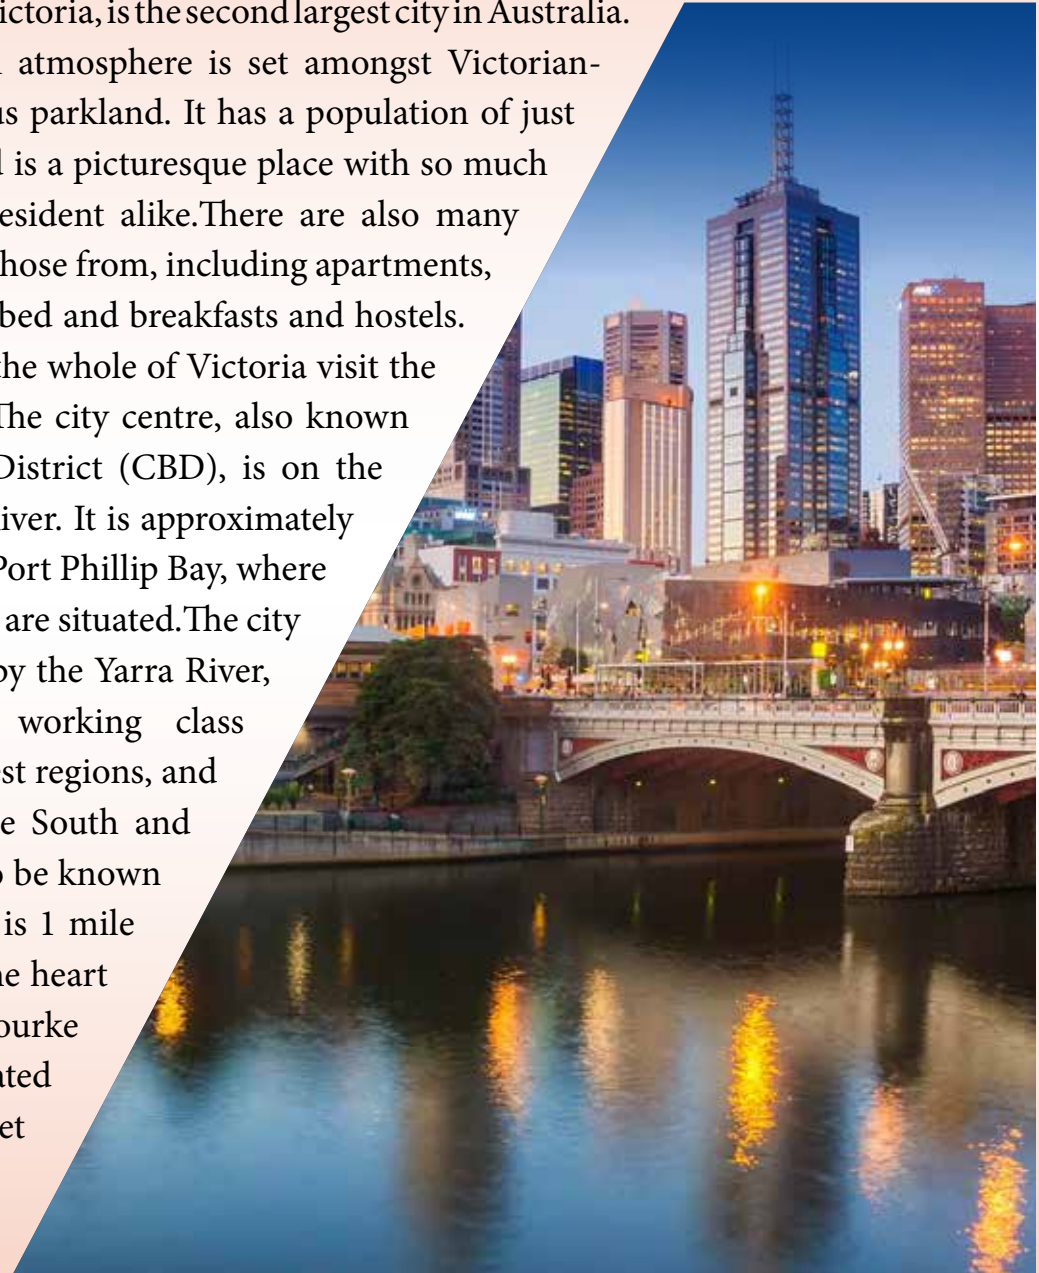 ictoria, is the second largest city in Australia.
atmosphere is set amongst Victorian-
us parkland. It has a population of just
is a picturesque place with so much
esident alike.There are also many
hose from, including apartments,
bed and breakfasts and hostels.
the whole of Victoria visit the
The city centre, also known
District (CBD), is on the
iver. It is approximately
Port Phillip Bay, where
are situated.The city
by the Yarra River,
working class
est regions, and
e South and
be known
is 1 mile
he heart
ourke
ated
et